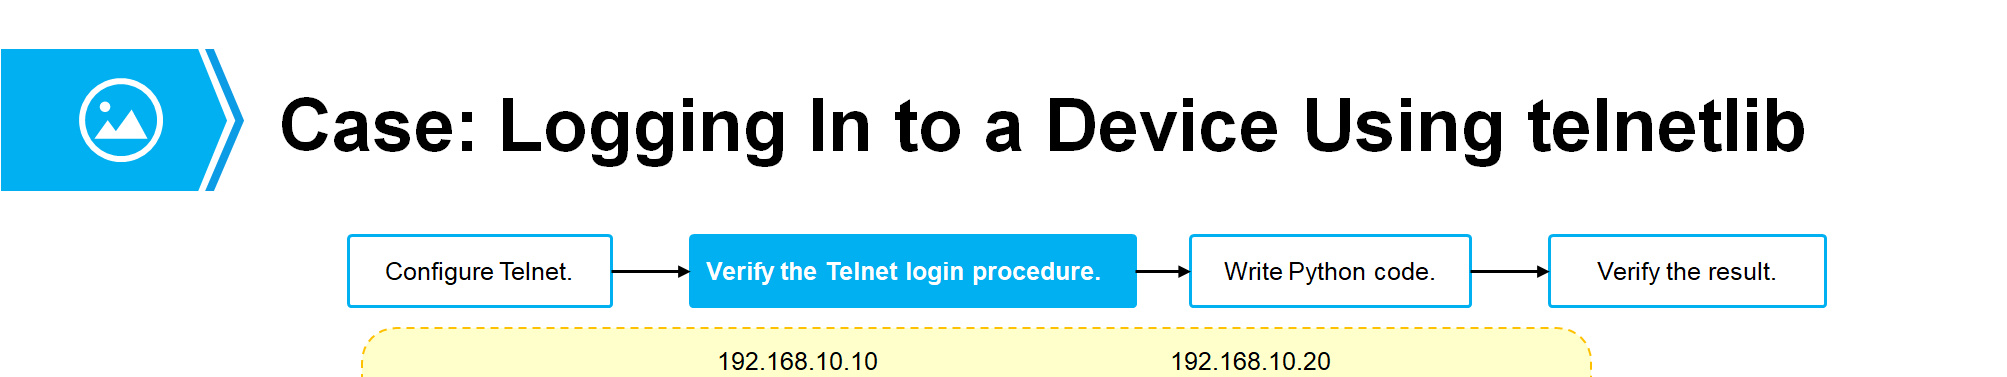 Case: Logging In to a Device Using telnetlib
Configure Telnet.
Verify the Telnet login procedure.
Write Python code.
Verify the result.
192.168.10.10
192.168.10.20